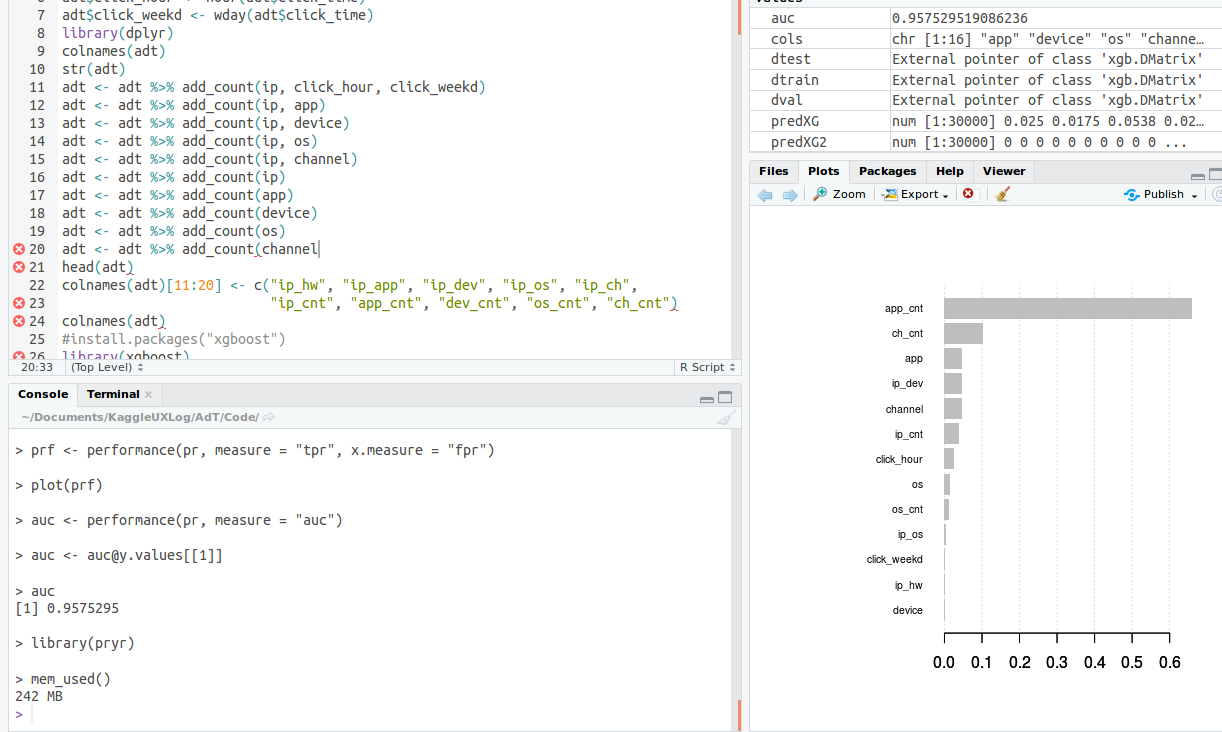 adt$click_hour <- hour(adt$click_time)
7 adt$click_weekd <- wday(adt$click_time)
8 library(dplyr)
9 colnames(adt)
10 str(adt)
11 adt <- adt %>% add_count(ip, click_hour, click_weekd)
12 adt <- adt %>% add_count(ip, app)
13 adt <- adt %>% add_count(ip, device)
14 adt <- adt %>% add_count(ip, os)
15 adt <- adt %>% add_count(ip, channel)
16 adt <- adt %>% add_count(ip)
17 adt <- adt %>% add_count(app)
18 adt <- adt %>% add_count(device)
19 adt <- adt %>% add_count(os)
20 adt <- adt %>% add_count(channel
21 head(adt)
22 colnames(adt)[11:20] <- c("ip_hw", "ip_app", "ip_dev", "ip_os", "ip_ch",
23 "ip_cnt", "app_cnt", "dev_cnt", "os_cnt", "ch_cnt")
24 colnames(adt)
25 #install.packages("xgboost")
26 library(xgboost)
20:33 (Top Level) R Script
Console Terminal
~/Documents/KaggleUXLog/AdT/Code/
> prf <- performance(pr, measure = "tpr", x.measure = "fpr")
> plot(prf)
> auc <- performance(pr, measure = "auc")
> auc <- auc@y.values[[1]]
> auc
[1] 0.9575295
> library(pryr)
> mem_used()
242 MB
>
Values
auc 0.957529519086236
cols chr [1:16] "app" "device" "os" "channe…
dtest External pointer of class 'xgb.DMatrix'
dtrain External pointer of class 'xgb.DMatrix'
dval External pointer of class 'xgb.DMatrix'
predXG num [1:30000] 0.025 0.0175 0.0538 0.02…
predXG2 num [1:30000] 0 0 0 0 0 0 0 0 0 0 ...
Files Plots Packages Help Viewer
Zoom Export Publish
app_cnt
ch_cnt
app
ip_dev
channel
ip_cnt
click_hour
os
os_cnt
ip_os
click_weekd
ip_hw
device
0.0 0.1 0.2 0.3 0.4 0.5 0.6